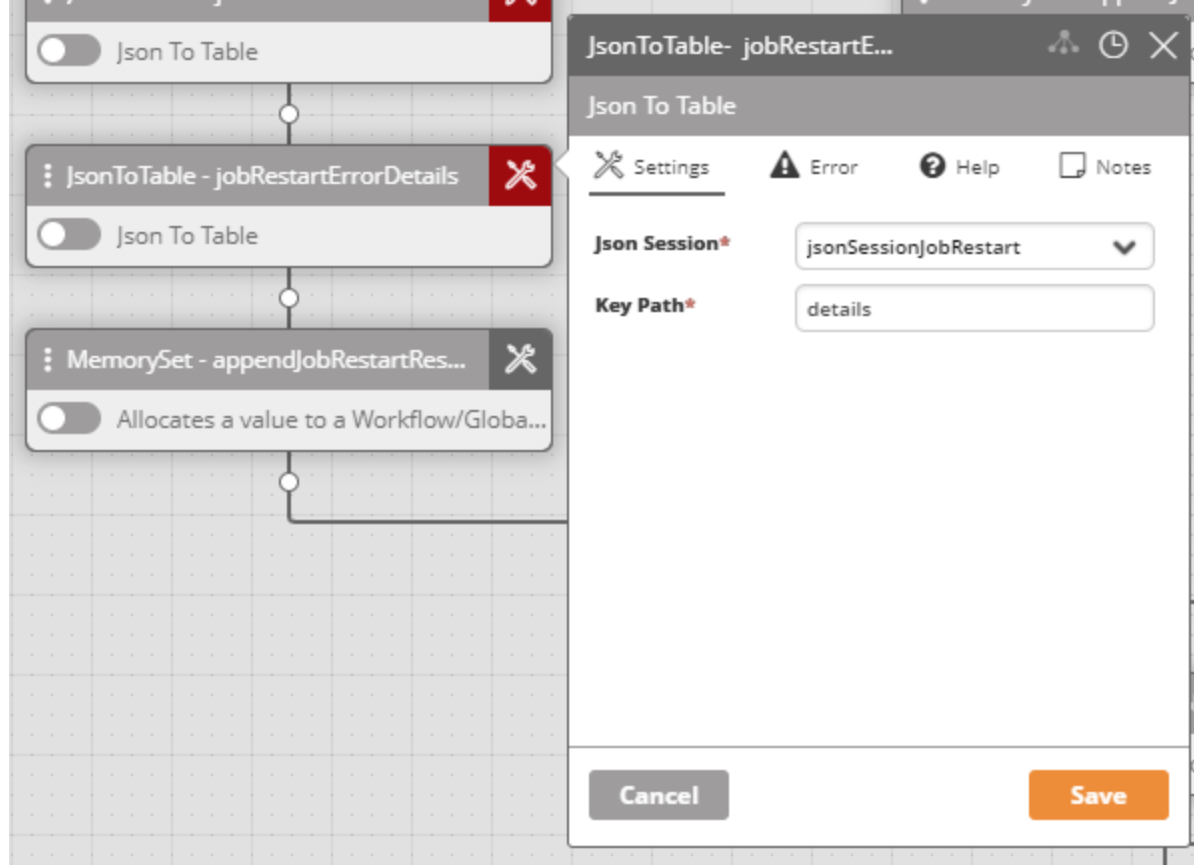 Json To Table
JsonToTable - jobRestartErrorDetails
Json To Table
MemorySet - appendJobRestartRes...
Allocates a value to a Workflow/Globa...
JsonToTable- jobRestartE...
Json To Table
Settings
Error
Help
Notes
Json Session*
jsonSessionJobRestart
Key Path*
details
Cancel
Save